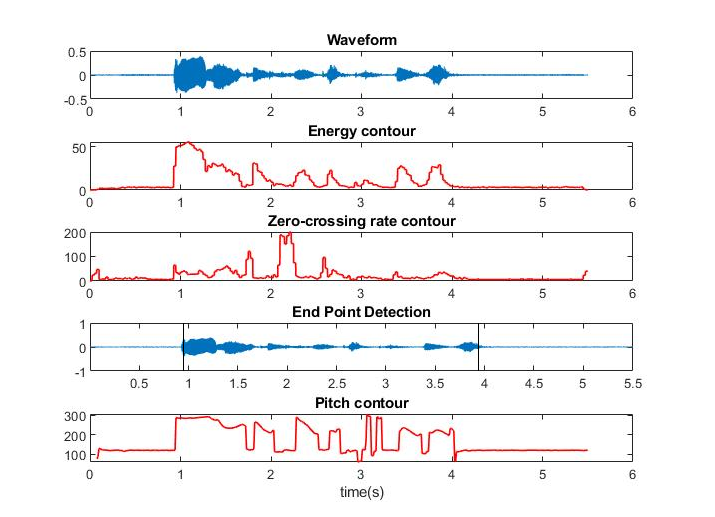 Waveform
0.5
0
-0.5
0 1 2 3 4 5 6
Energy contour
50
0
0 1 2 3 4 5 6
Zero-crossing rate contour
200
100
0
0 1 2 3 4 5 6
End Point Detection
1
0
-1
0.5 1 1.5 2 2.5 3 3.5 4 4.5 5 5.5
Pitch contour
300
200
100
0 1 2 3 4 5 6
time(s)